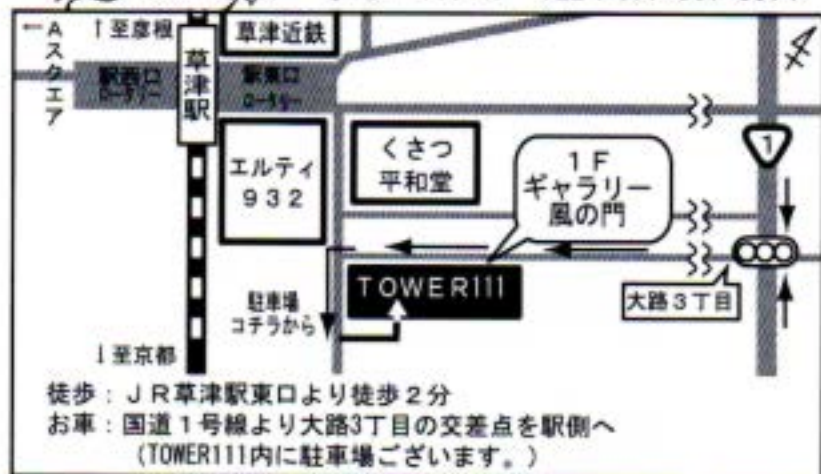 ←Aスクエア
↑至彦根
草津駅
草津近鉄
駅西口
ロータリー
駅東口
ロータリー
エルティ
932
くさつ
平和堂
1F
ギャラリー
風の門
1
TOWER111
大路3丁目
駐車場
コチラから
↓至京都
徒歩：JR草津駅東口より徒歩2分
お車：国道1号線より大路3丁目の交差点を駅側へ
(TOWER111内に駐車場ございます。)